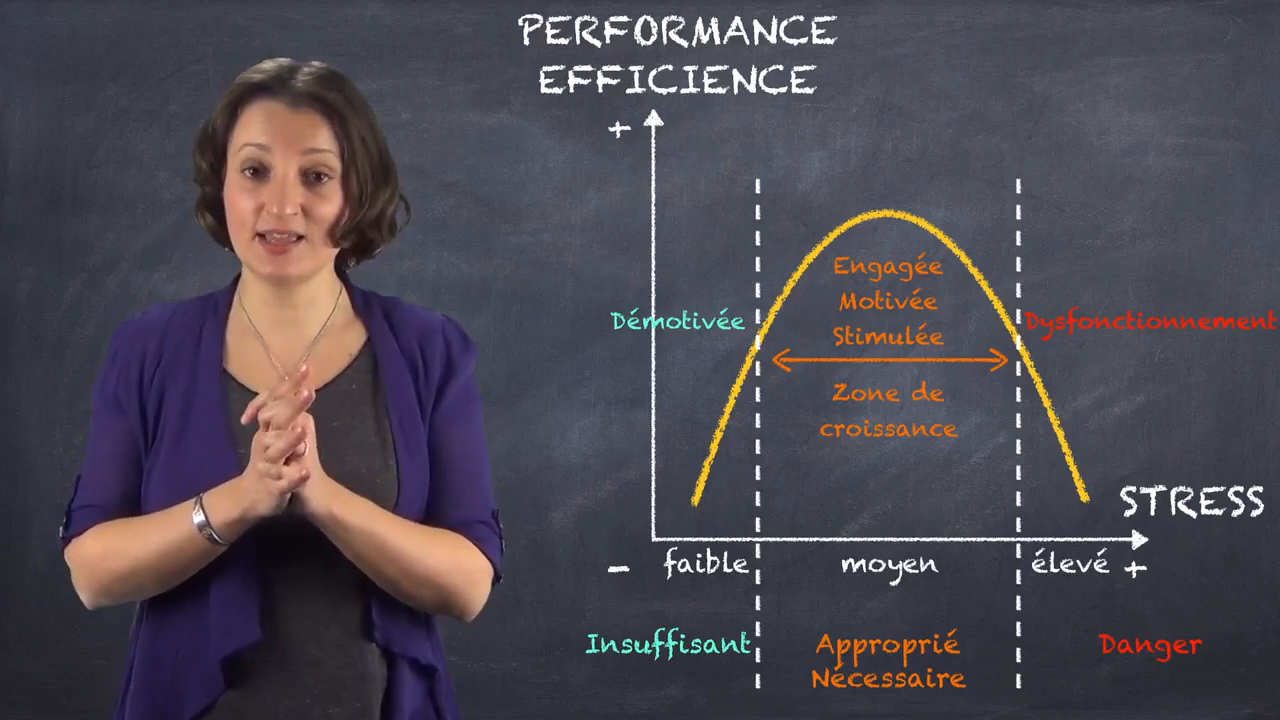 PERFORMANCE
EFFICIENCE
+
Engagée
Motivée
Stimulée
Démotivée
Dysfonctionnement
Zone de
croissance
STRESS
- faible moyen élevé +
Insuffisant
Approprié
Nécessaire
Danger